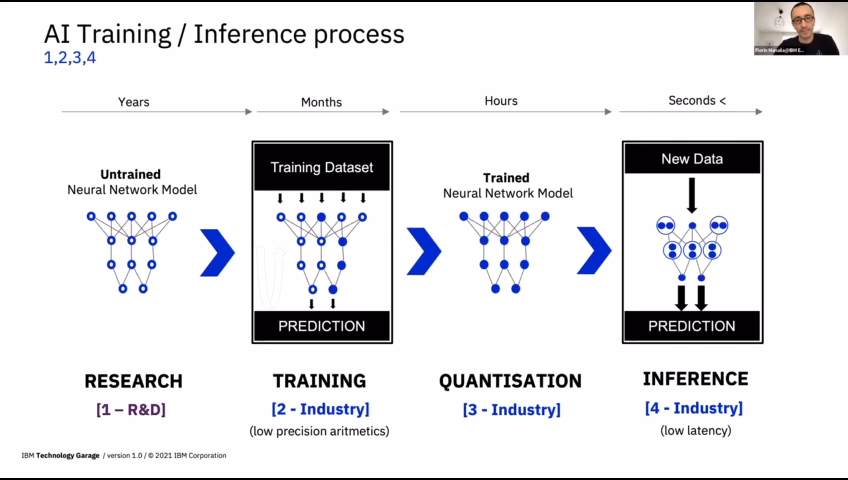 AI Training / Inference process
1,2,3,4
Years
Months
Hours
Seconds <
Untrained
Neural Network Model
Training Dataset
PREDICTION
Trained
Neural Network Model
New Data
PREDICTION
RESEARCH
[1 – R&D]
TRAINING
[2 - Industry]
(low precision aritmetics)
QUANTISATION
[3 - Industry]
INFERENCE
[4 - Industry]
(low latency)
IBM Technology Garage / version 1.0 / © 2021 IBM Corporation